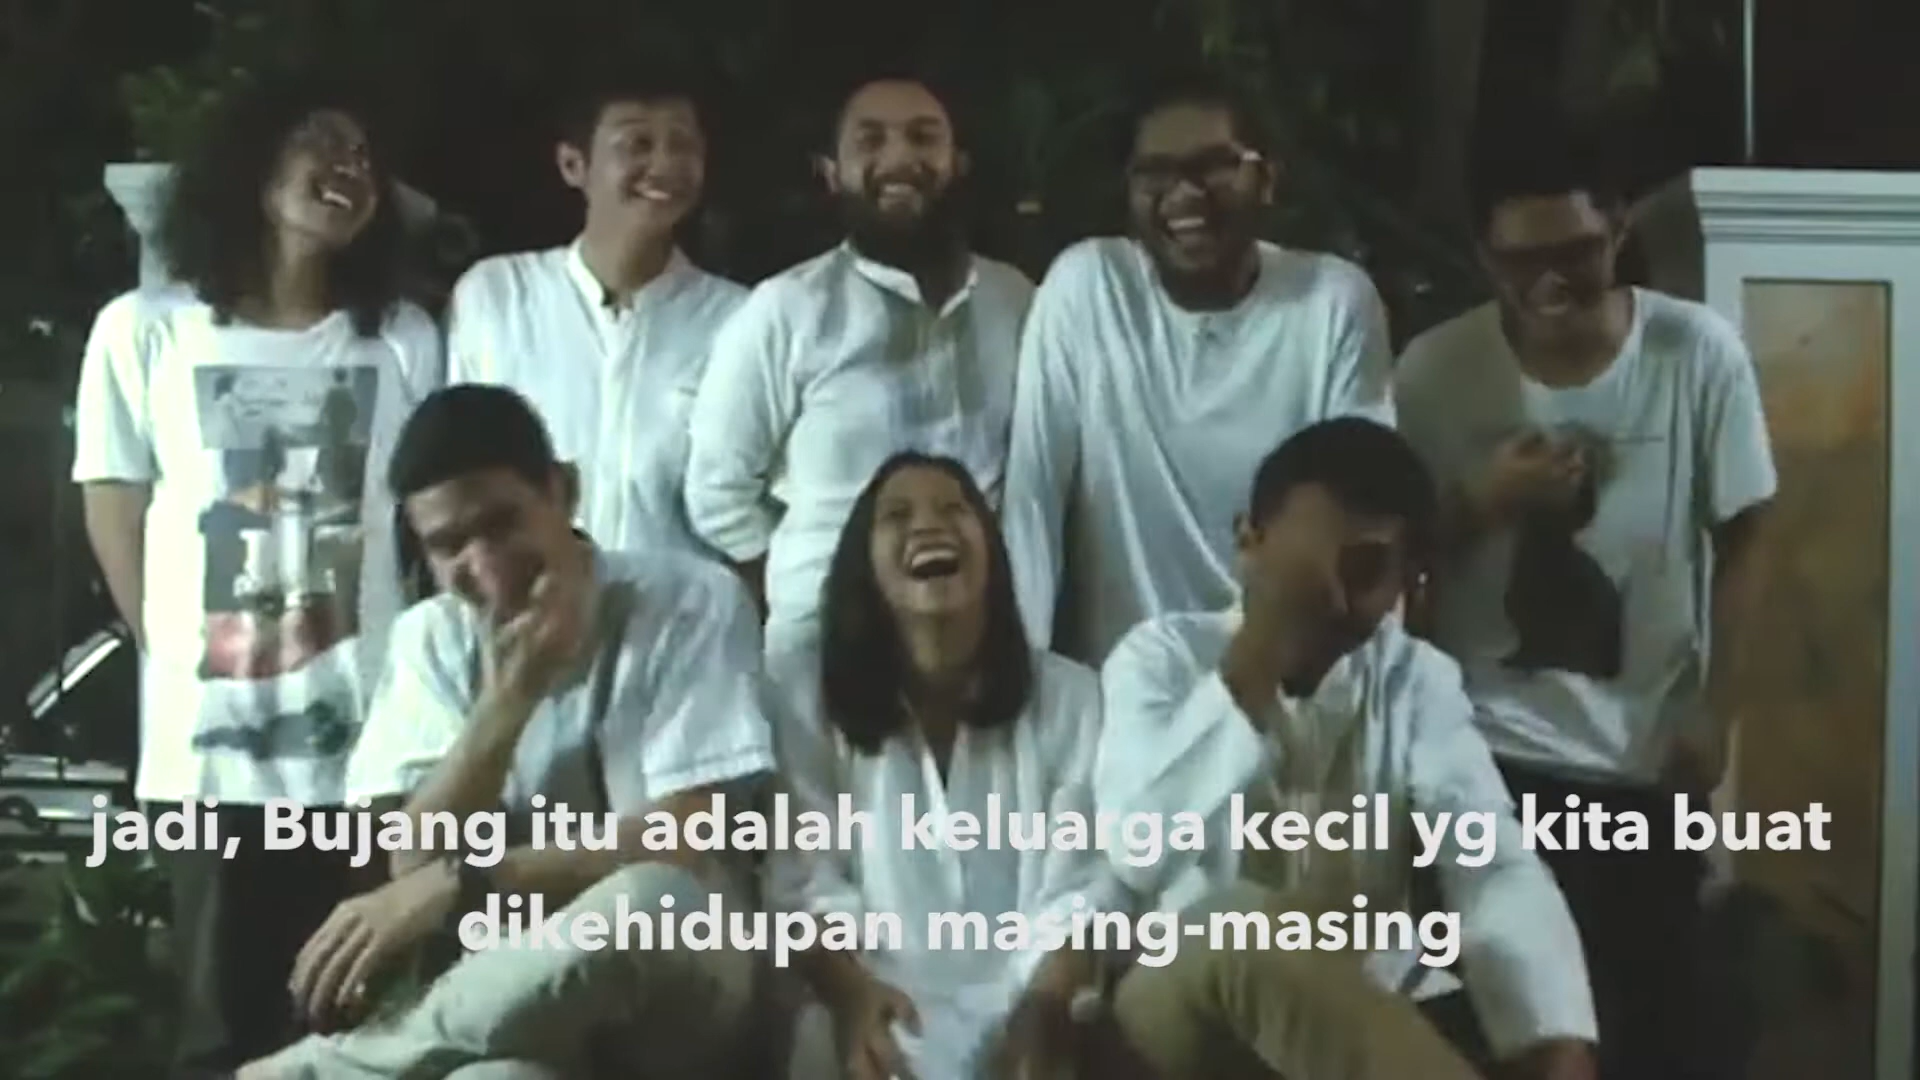 jadi, Bujang itu adalah keluarga kecil yg kita buat
dikehidupan masing-masing